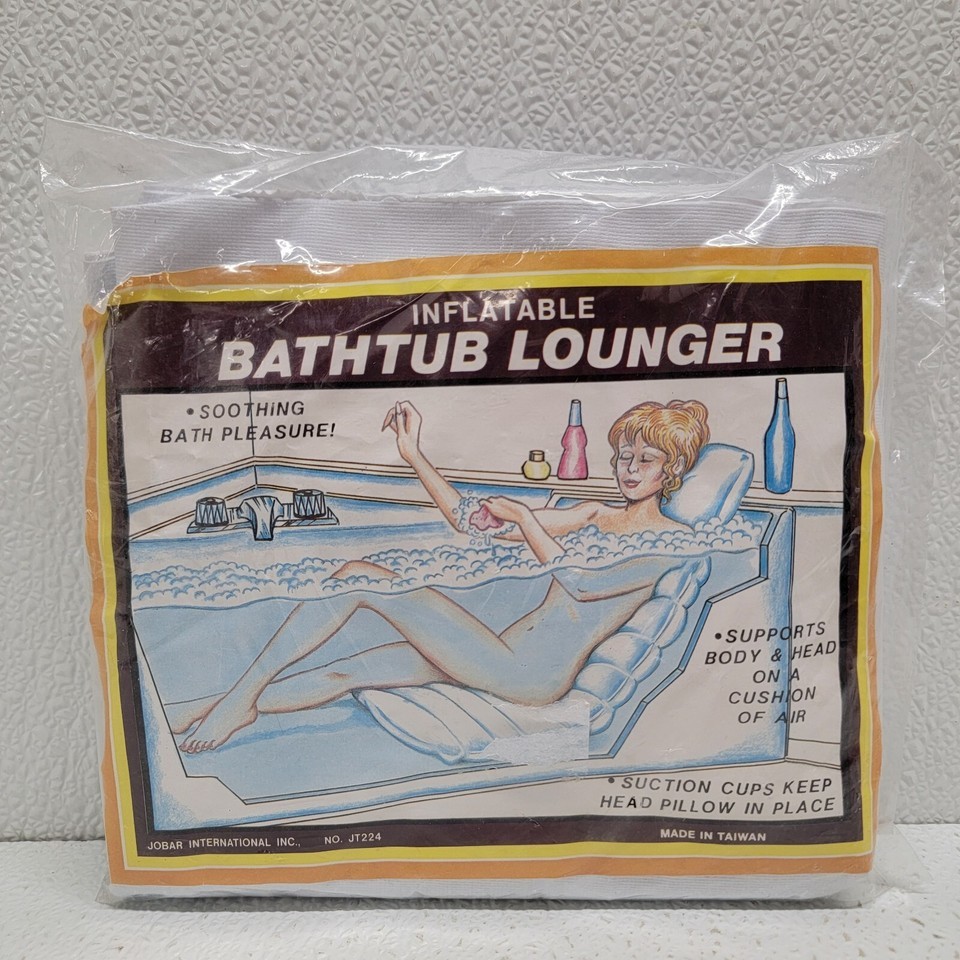 INFLATABLE
BATHTUB LOUNGER
• SOOTHING
BATH PLEASURE!
• SUPPORTS
BODY & HEAD
ON A
CUSHION
OF AIR
• SUCTION CUPS KEEP
HEAD PILLOW IN PLACE
JOBAR INTERNATIONAL INC., NO. JT224
MADE IN TAIWAN